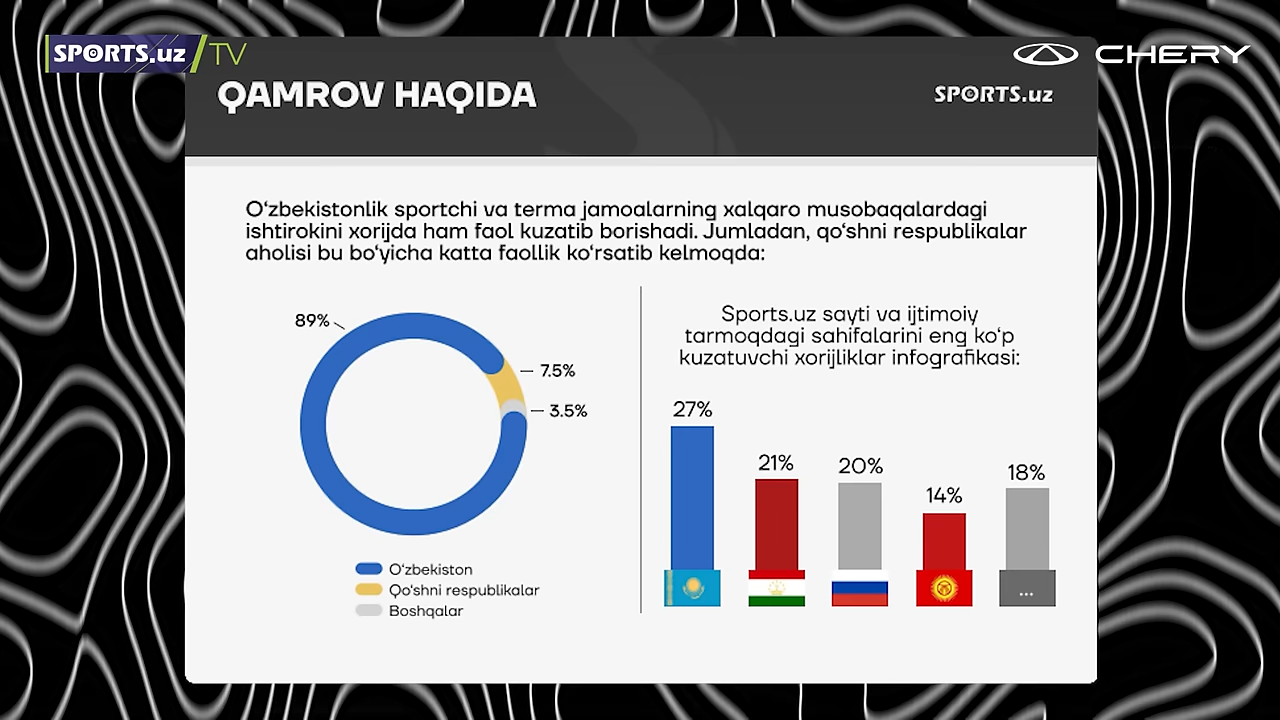 SPORTS.uz TV
CHERY
QAMROV HAQIDA
SPORTS.uz
O‘zbekistonlik sportchi va terma jamoalarning xalqaro musobaqalardagi
ishtirokini xorijda ham faol kuzatib borishadi. Jumladan, qo‘shni respublikalar
aholisi bu bo‘yicha katta faollik ko‘rsatib kelmoqda:
89%
7.5%
3.5%
O‘zbekiston
Qo‘shni respublikalar
Boshqalar
Sports.uz sayti va ijtimoiy
tarmoqdagi sahifalarini eng ko‘p
kuzatuvchi xorijliklar infografikasi:
27%
21%
20%
14%
18%
...